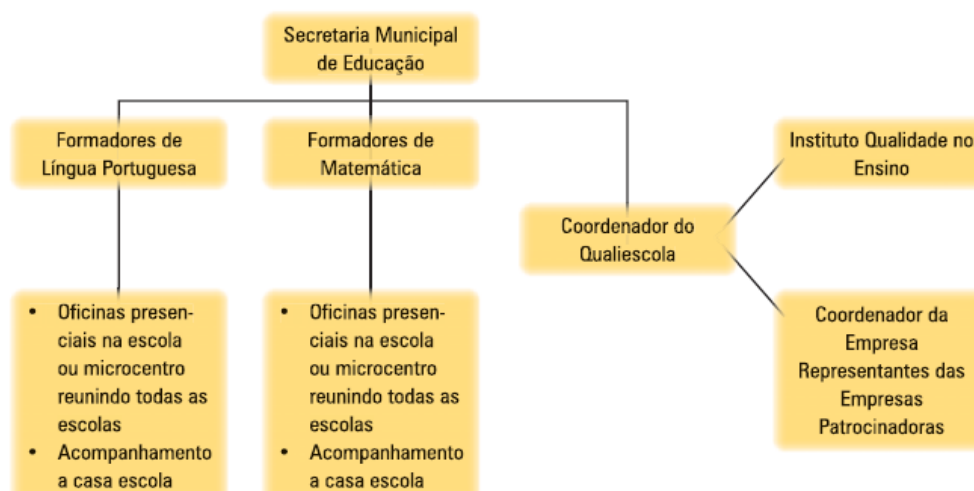 Secretaria Municipal
de Educação
Formadores de
Língua Portuguesa
Formadores de
Matemática
Instituto Qualidade no
Ensino
Coordenador do
Qualiescola
• Oficinas presen-
ciais na escola
ou microcentro
reunindo todas as
escolas
• Acompanhamento
a casa escola
• Oficinas presen-
ciais na escola
ou microcentro
reunindo todas as
escolas
• Acompanhamento
a casa escola
Coordenador da
Empresa
Representantes das
Empresas
Patrocinadoras